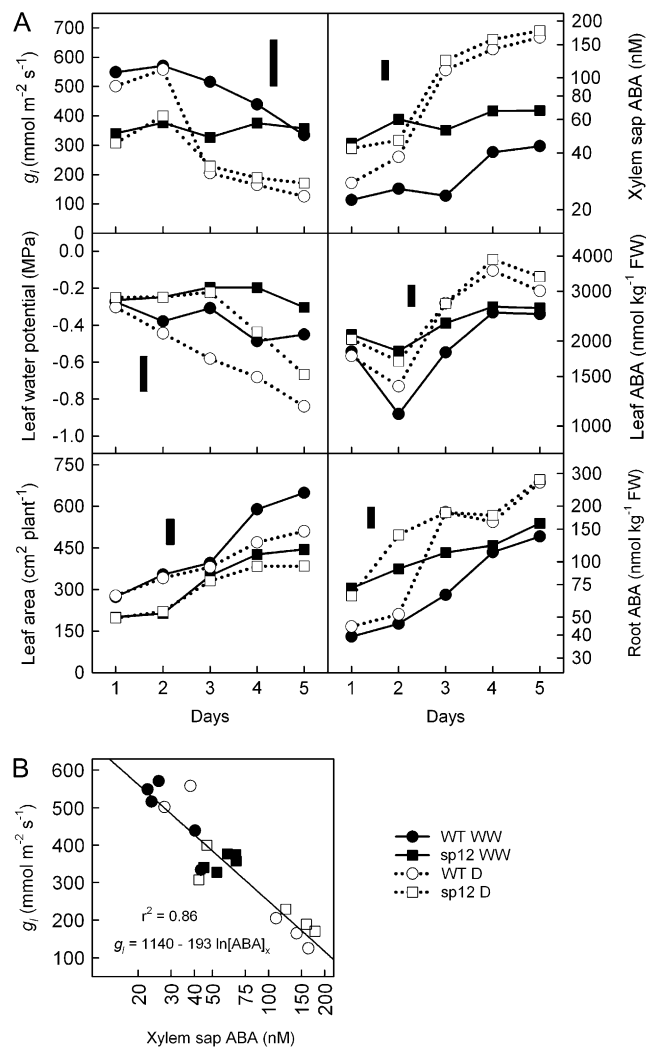 A
700
600
500
400
300
200
100
0
g_l (mmol m⁻² s⁻¹)
200
150
100
80
60
40
20
Xylem sap ABA (nM)
0.0
-0.2
-0.4
-0.6
-0.8
-1.0
Leaf water potential (MPa)
4000
3000
2000
1500
1000
Leaf ABA (nmol kg⁻¹ FW)
750
600
450
300
150
0
Leaf area (cm² plant⁻¹)
300
200
150
100
75
50
40
30
Root ABA (nmol kg⁻¹ FW)
1 2 3 4 5
Days
1 2 3 4 5
Days
B
600
500
400
300
200
100
g_l (mmol m⁻² s⁻¹)
r² = 0.86
g_l = 1140 - 193 ln[ABA]ₓ
20 30 40 50 75 100 150 200
Xylem sap ABA (nM)
WT WW
sp12 WW
WT D
sp12 D